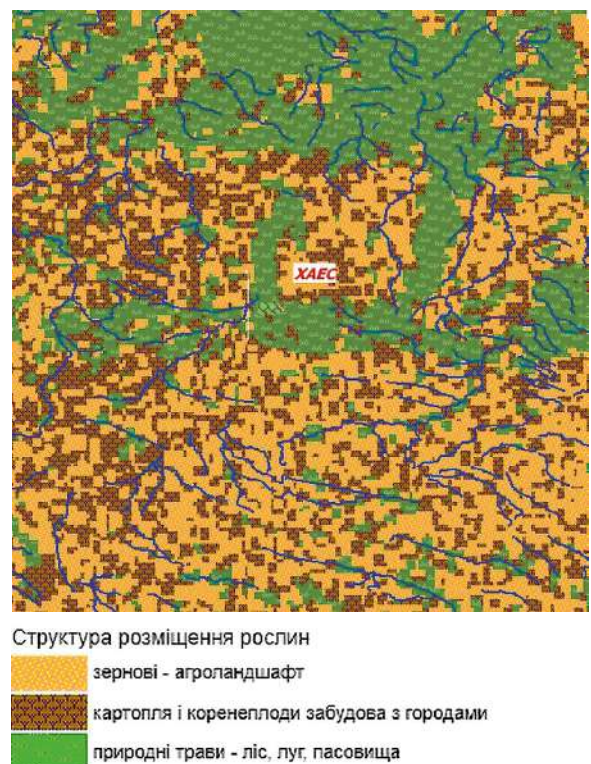 ХАЕС
Структура розміщення рослин
зернові - агроландшафт
картопля і коренеплоди забудова з городами
природні трави - ліс, луг, пасовища